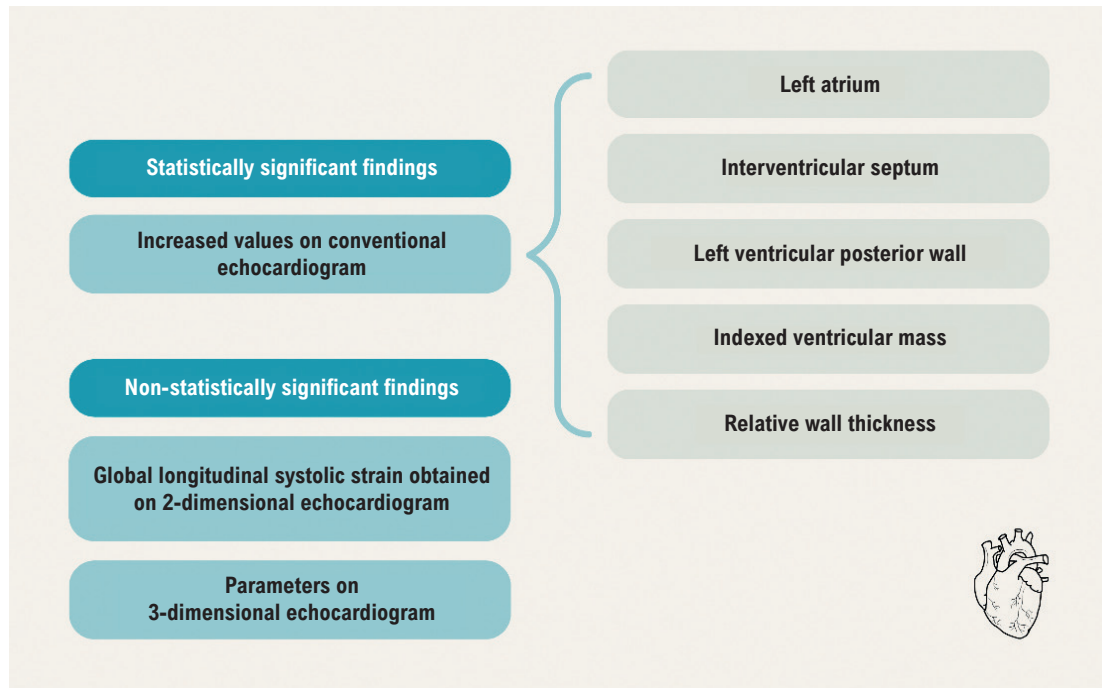 Statistically significant findings
Increased values on conventional
echocardiogram
Left atrium
Interventricular septum
Left ventricular posterior wall
Indexed ventricular mass
Relative wall thickness
Non-statistically significant findings
Global longitudinal systolic strain obtained
on 2-dimensional echocardiogram
Parameters on
3-dimensional echocardiogram